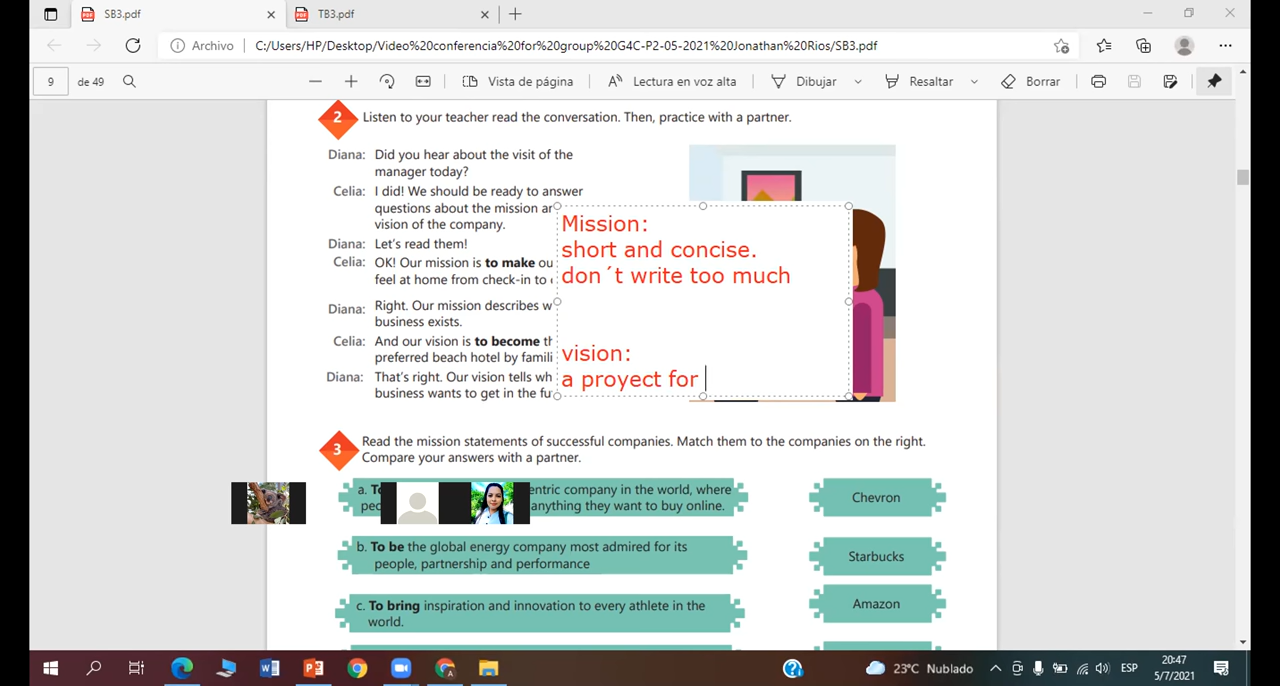 SB3.pdf
TB3.pdf
Archivo
C:/Users/HP/Desktop/Video%20conferencia%20for%20group%20G4C-P2-05-2021%20Jonathan%20Rios/SB3.pdf
9 de 49
Vista de página
Lectura en voz alta
Dibujar
Resaltar
Borrar
2 Listen to your teacher read the conversation. Then, practice with a partner.
Diana: Did you hear about the visit of the
manager today?
Celia: I did! We should be ready to answer
questions about the mission
vision of the company.
Diana: Let's read them!
Celia: OK! Our mission is to make
feel at home from check-in to
Diana: Right. Our mission describes
business exists.
Celia: And our vision is to become
preferred beach hotel by
Diana: That's right. Our vision tells
business wants to get in the
Mission:
short and concise.
don´t write too much
vision:
a proyect for
3 Read the mission statements of successful companies. Match them to the companies on the right.
Compare your answers with a partner.
a. company in the world, where
anything they want to buy online.
b. To be the global energy company most admired for its
people, partnership and performance
c. To bring inspiration and innovation to every athlete in the
world.
Chevron
Starbucks
Amazon
23°C Nublado
ESP
20:47
5/7/2021